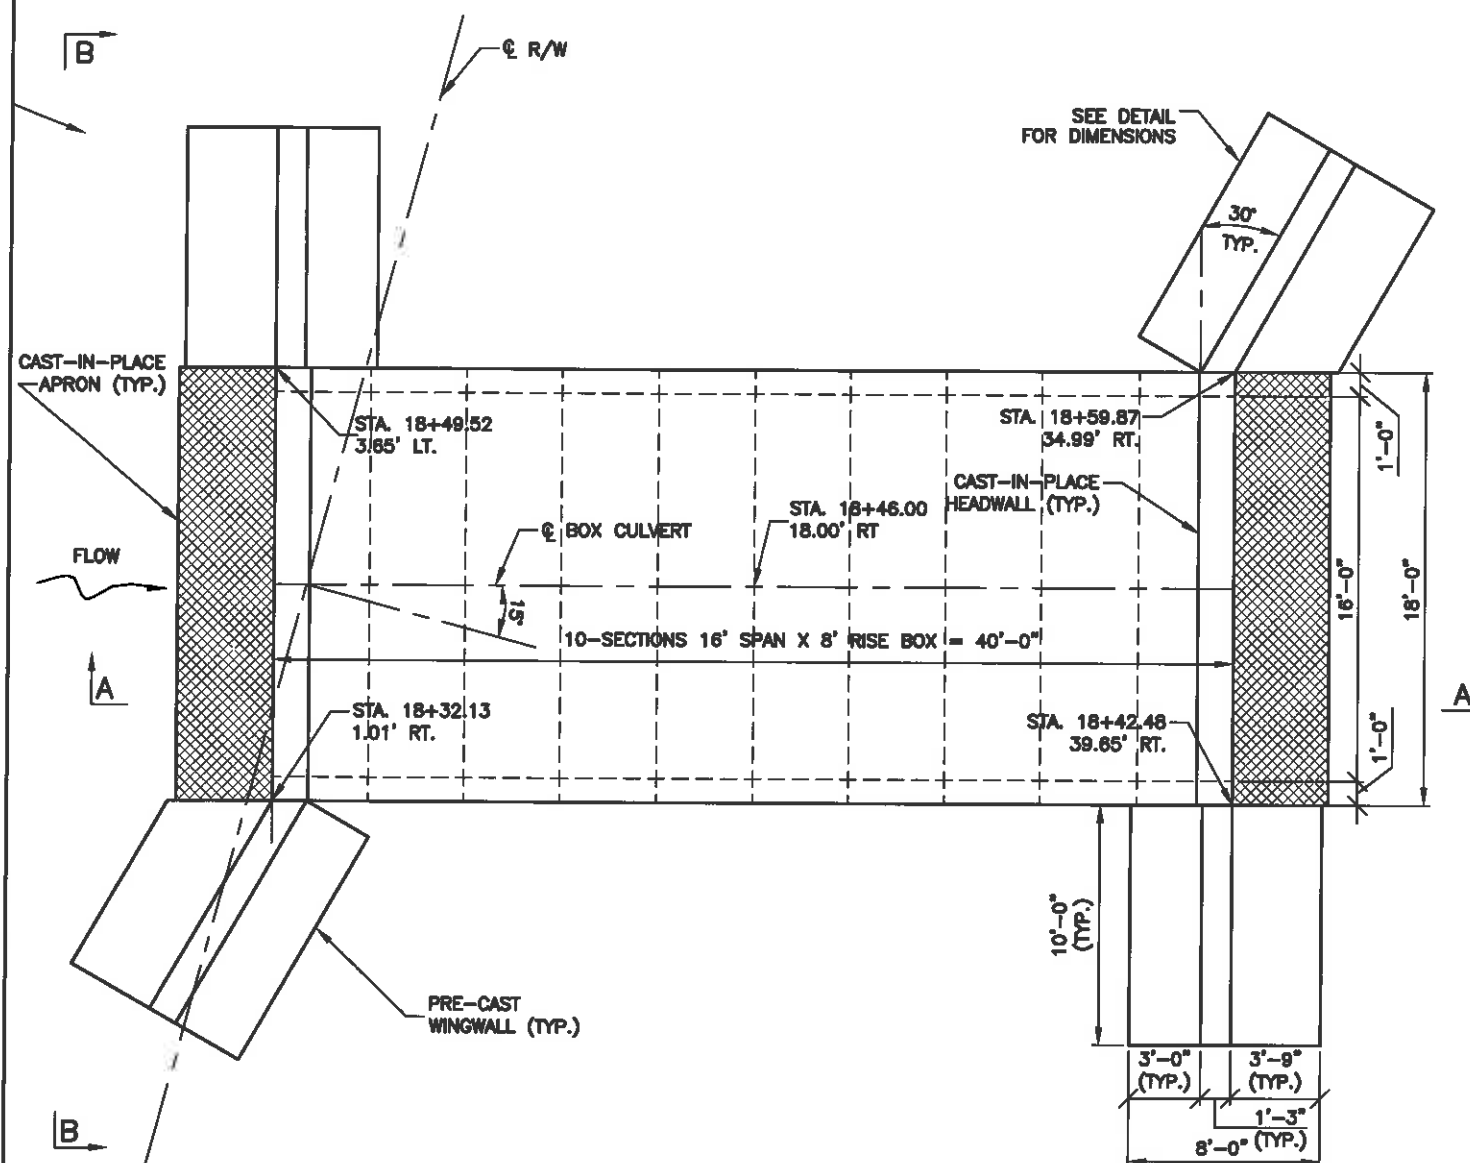 B
℄ R/W
SEE DETAIL
FOR DIMENSIONS
30°
TYP.
CAST-IN-PLACE
APRON (TYP.)
STA. 18+49.52
3.65' LT.
STA. 18+59.87
34.99' RT.
1'-0"
CAST-IN-PLACE
HEADWALL (TYP.)
STA. 18+46.00
18.00' RT
℄ BOX CULVERT
FLOW
15°
16'-0"
18'-0"
10-SECTIONS 16' SPAN X 8' RISE BOX = 40'-0"
A
A
STA. 18+32.13
1.01' RT.
STA. 18+42.48
39.65' RT.
1'-0"
10'-0"
(TYP.)
PRE-CAST
WINGWALL (TYP.)
3'-0"
(TYP.)
3'-9"
(TYP.)
1'-3"
(TYP.)
8'-0"
B